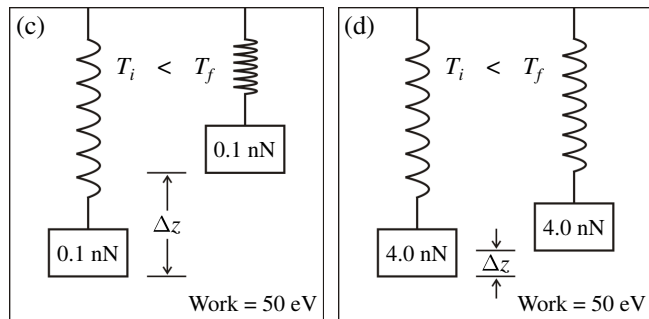 (c)
T_i < T_f
0.1 nN
Δz
0.1 nN
Work = 50 eV
(d)
T_i < T_f
4.0 nN
4.0 nN
Δz
Work = 50 eV